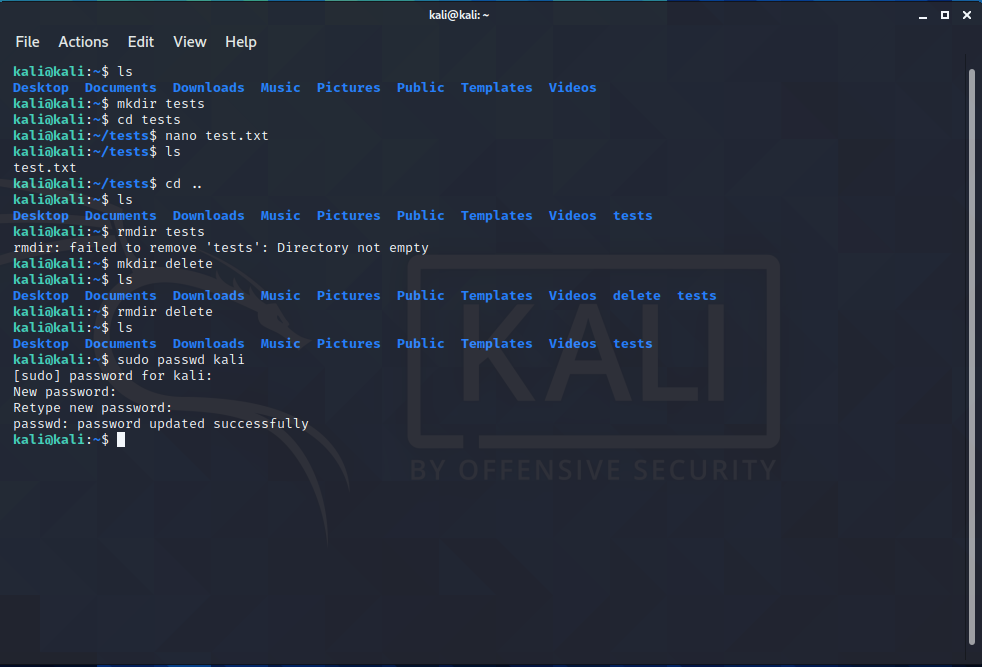 kali@kali: ~
File Actions Edit View Help
kali@kali:~$ ls
Desktop Documents Downloads Music Pictures Public Templates Videos
kali@kali:~$ mkdir tests
kali@kali:~$ cd tests
kali@kali:~/tests$ nano test.txt
kali@kali:~/tests$ ls
test.txt
kali@kali:~/tests$ cd ..
kali@kali:~$ ls
Desktop Documents Downloads Music Pictures Public Templates Videos tests
kali@kali:~$ rmdir tests
rmdir: failed to remove 'tests': Directory not empty
kali@kali:~$ mkdir delete
kali@kali:~$ ls
Desktop Documents Downloads Music Pictures Public Templates Videos delete tests
kali@kali:~$ rmdir delete
kali@kali:~$ ls
Desktop Documents Downloads Music Pictures Public Templates Videos tests
kali@kali:~$ sudo passwd kali
[sudo] password for kali:
New password:
Retype new password:
passwd: password updated successfully
kali@kali:~$
KALI
BY OFFENSIVE SECURITY